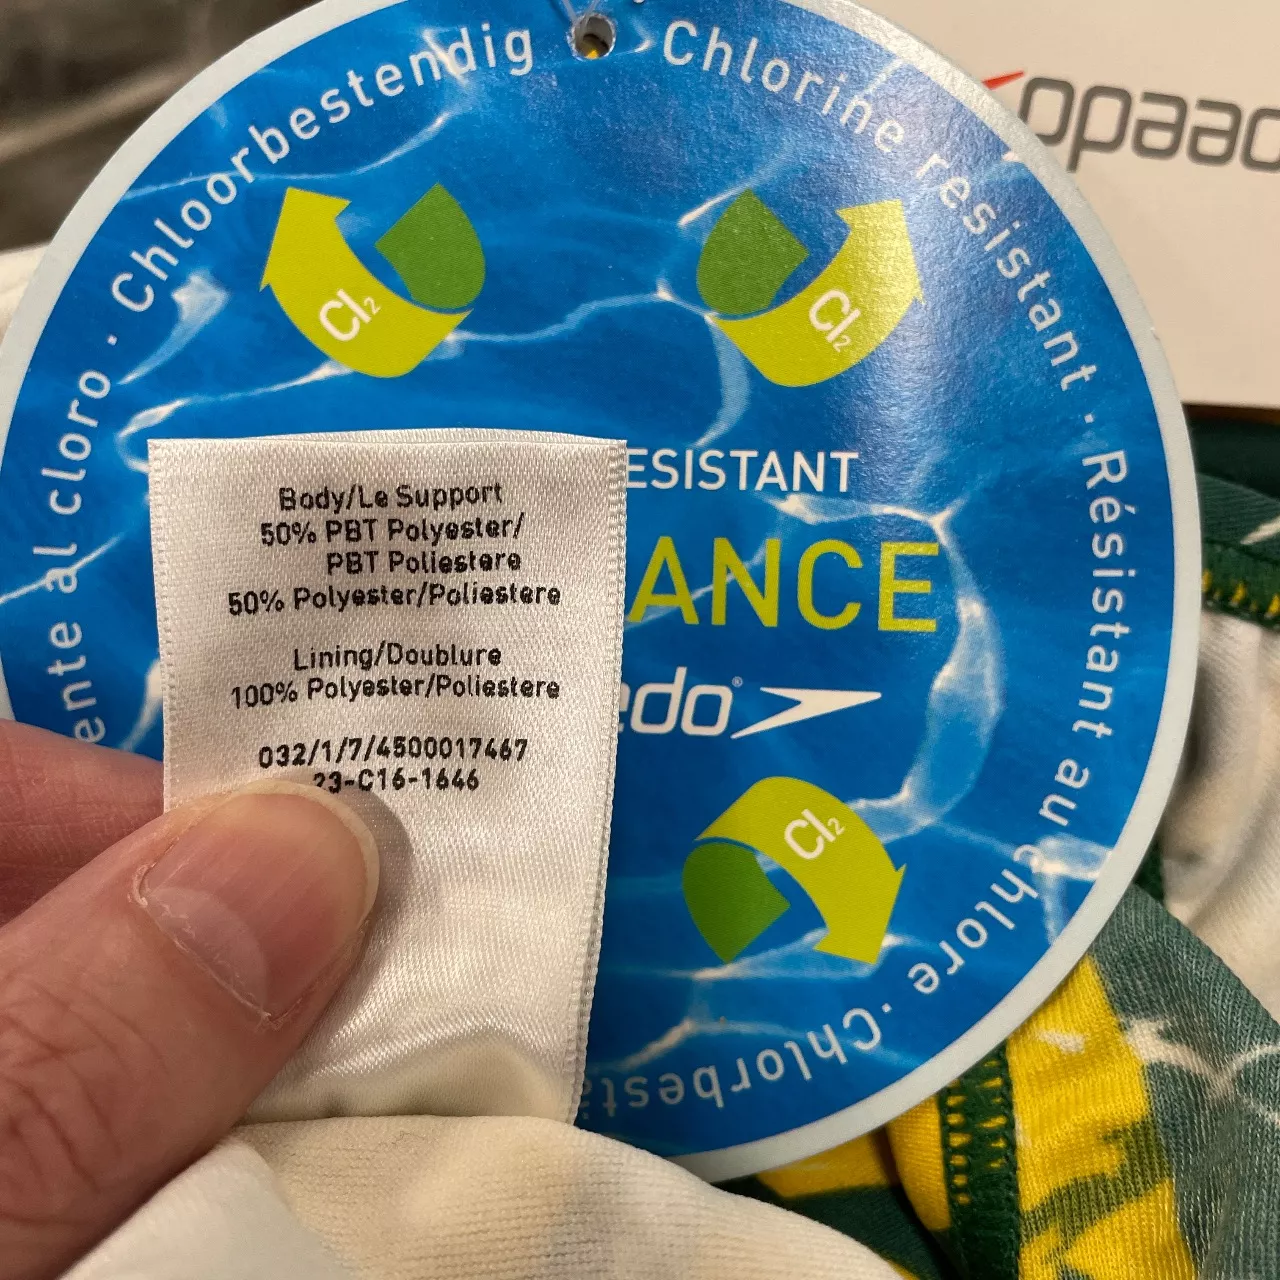 Chloorbestendig
Chlorine resistant
Résistant au chlore
Chlorbestä
ente al cloro
Cl₂
Cl₂
ESISTANT
ANCE
edo®
Cl₂
Body/Le Support
50% PBT Polyester/
PBT Poliestere
50% Polyester/Poliestere
Lining/Doublure
100% Polyester/Poliestere
032/1/7/4500017467
23-C16-1646